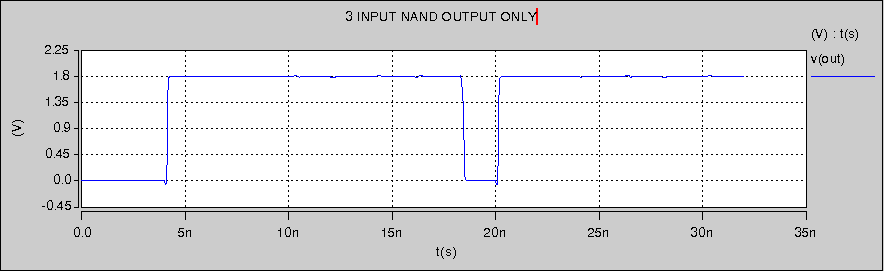 3 INPUT NAND OUTPUT ONLY
(V) : t(s)
v(out)
2.25
1.8
1.35
0.9
0.45
0.0
-0.45
(V)
0.0 5n 10n 15n 20n 25n 30n 35n
t(s)